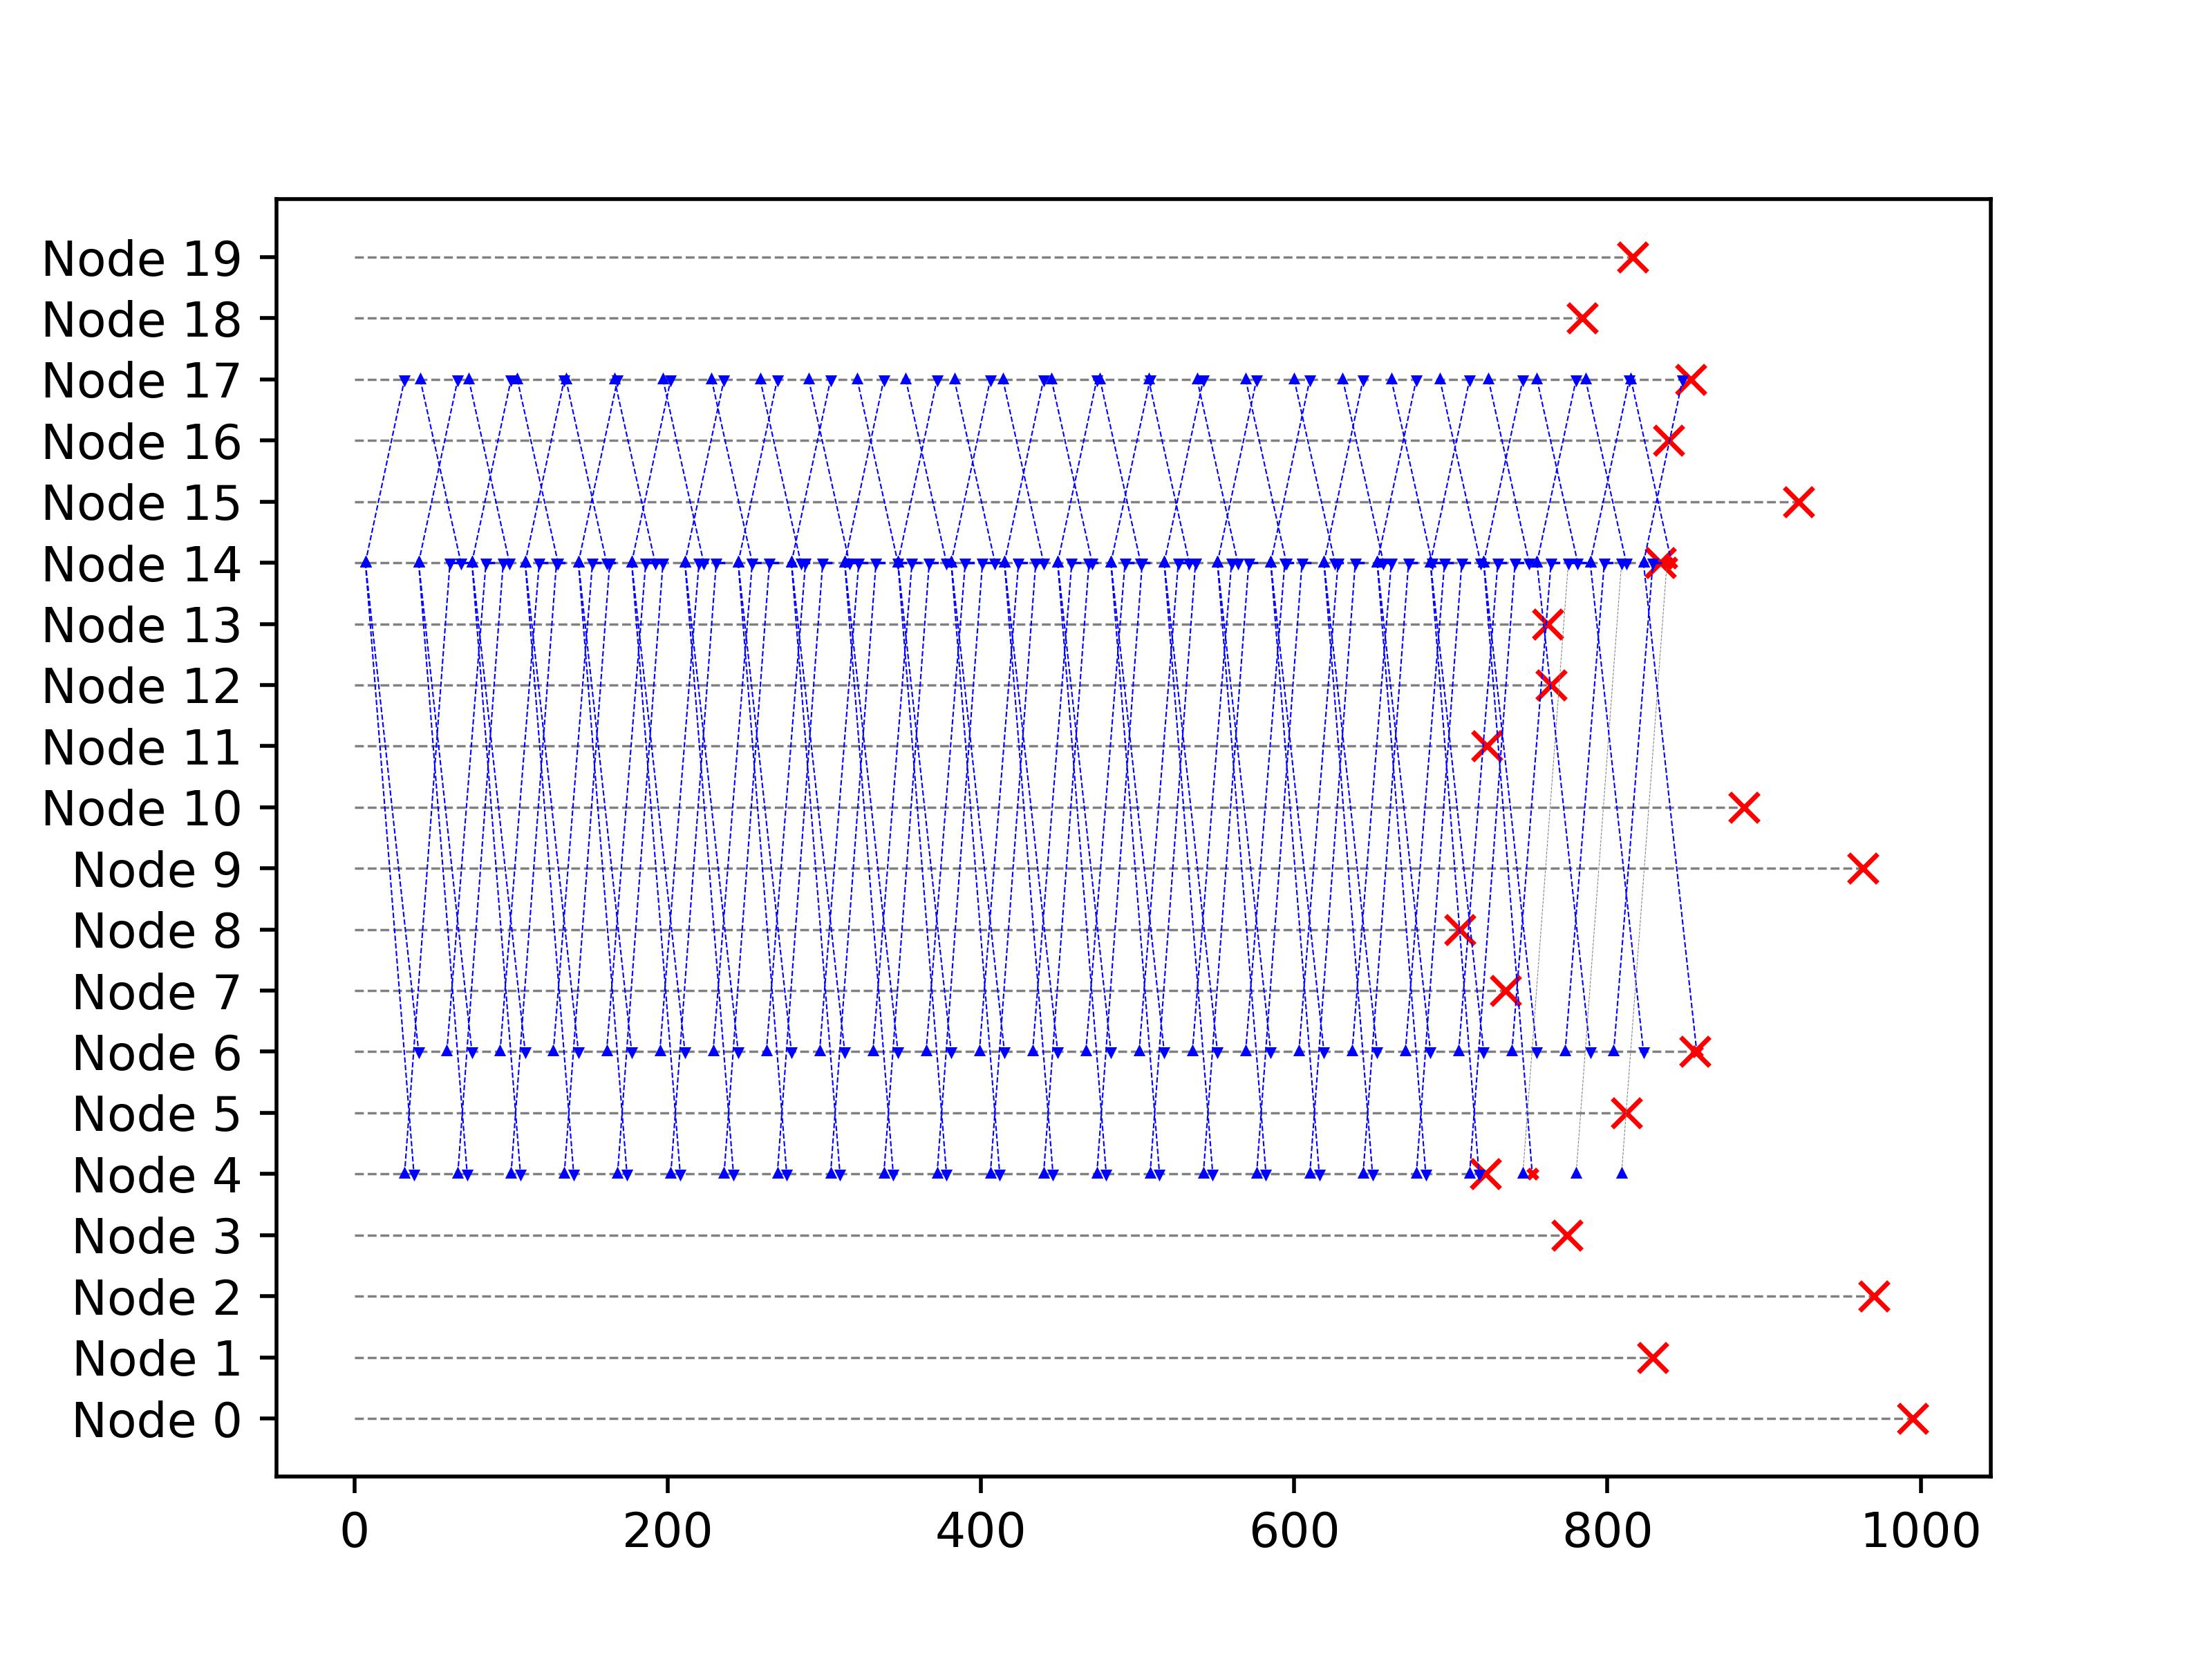 Node 19
Node 18
Node 17
Node 16
Node 15
Node 14
Node 13
Node 12
Node 11
Node 10
Node 9
Node 8
Node 7
Node 6
Node 5
Node 4
Node 3
Node 2
Node 1
Node 0
0 200 400 600 800 1000